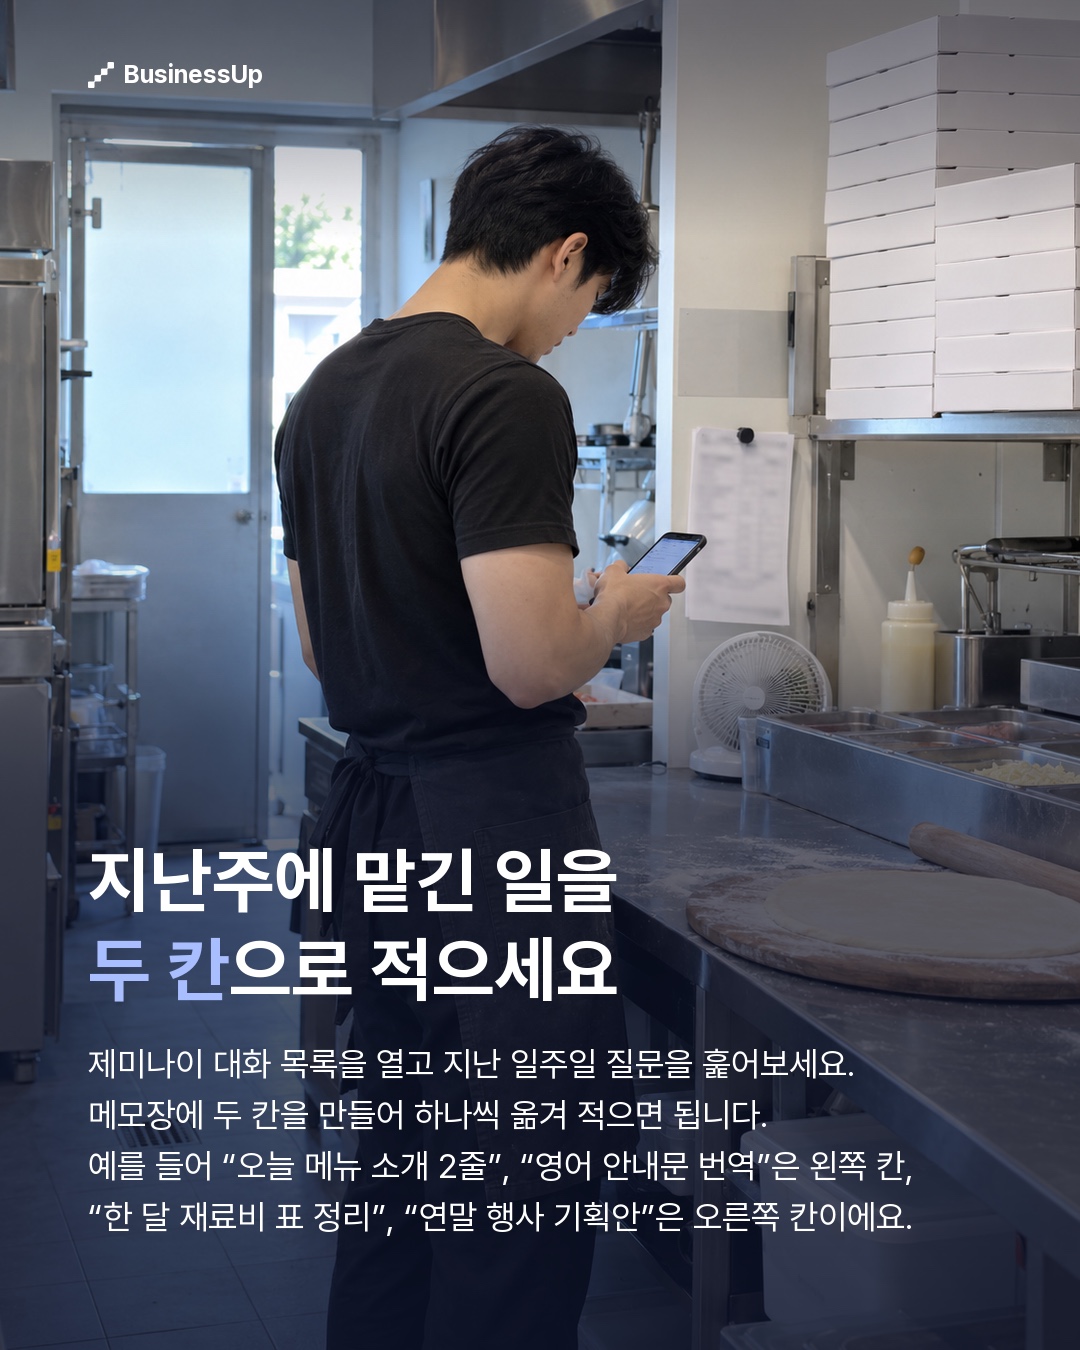 BusinessUp
지난주에 맡긴 일을
두 칸으로 적으세요
제미나이 대화 목록을 열고 지난 일주일 질문을 훑어보세요.
메모장에 두 칸을 만들어 하나씩 옮겨 적으면 됩니다.
예를 들어 “오늘 메뉴 소개 2줄”, “영어 안내문 번역”은 왼쪽 칸,
“한 달 재료비 표 정리”, “연말 행사 기획안”은 오른쪽 칸이에요.